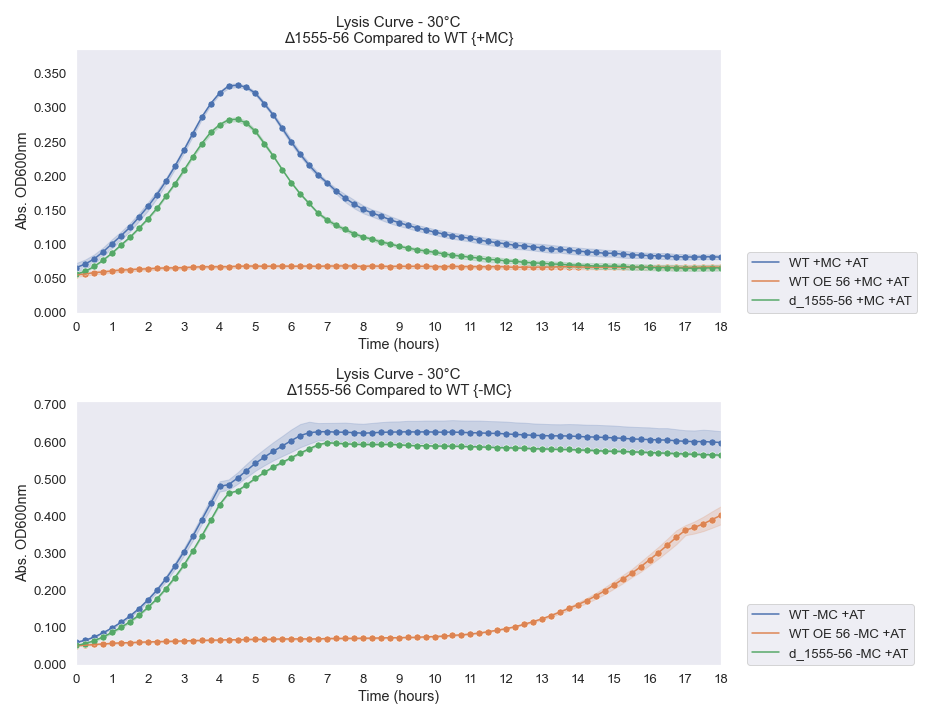 Lysis Curve - 30°C
Δ1555-56 Compared to WT {+MC}
Abs. OD600nm
0.350
0.300
0.250
0.200
0.150
0.100
0.050
0.000
0 1 2 3 4 5 6 7 8 9 10 11 12 13 14 15 16 17 18
Time (hours)
WT +MC +AT
WT OE 56 +MC +AT
d_1555-56 +MC +AT
Lysis Curve - 30°C
Δ1555-56 Compared to WT {-MC}
Abs. OD600nm
0.700
0.600
0.500
0.400
0.300
0.200
0.100
0.000
0 1 2 3 4 5 6 7 8 9 10 11 12 13 14 15 16 17 18
Time (hours)
WT -MC +AT
WT OE 56 -MC +AT
d_1555-56 -MC +AT